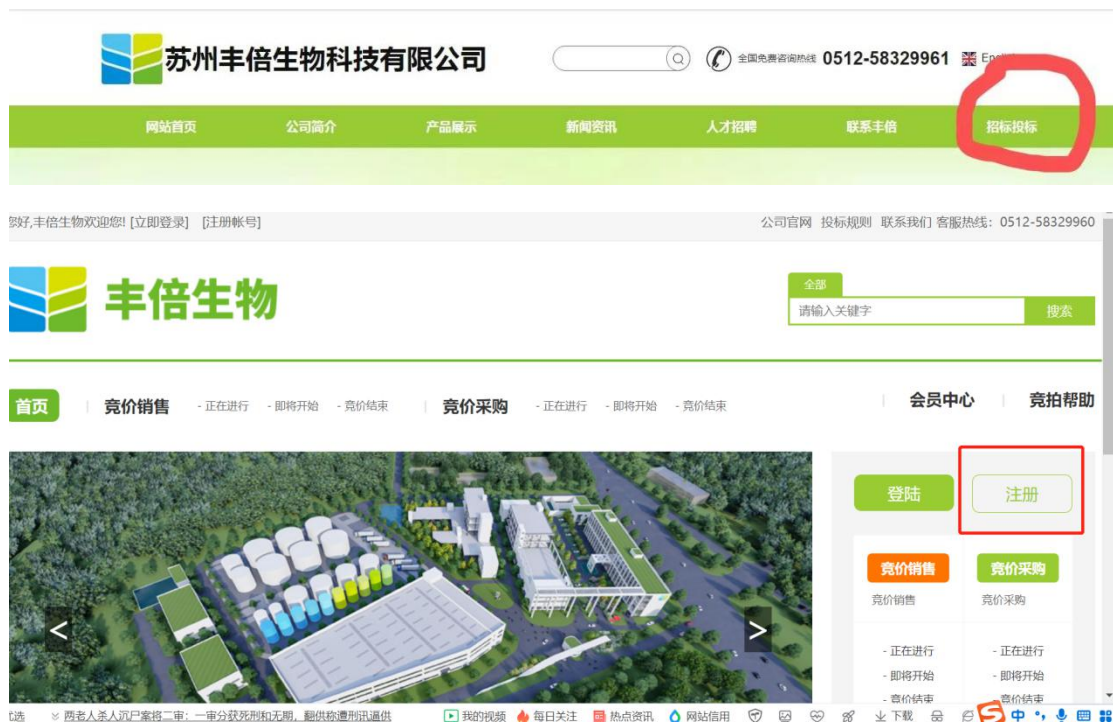 苏州丰倍生物科技有限公司 全国免费咨询热线 0512-58329961
网站首页 公司简介 产品展示 新闻资讯 人才招聘 联系丰倍 招标投标
您好,丰倍生物欢迎您! [立即登录] [注册帐号] 公司官网 投标规则 联系我们 客服热线：0512-58329960
丰倍生物
全部
请输入关键字 搜索
首页 竞价销售 - 正在进行 - 即将开始 - 竞价结束 竞价采购 - 正在进行 - 即将开始 - 竞价结束 会员中心 竞拍帮助
登陆 注册
< >
竞价销售 竞价采购
竞价销售 竞价采购
- 正在进行 - 正在进行
- 即将开始 - 即将开始
- 竞价结束 - 竞价结束
两老人杀人沉尸案将二审：一审分获死刑和无期，翻供称遭刑讯逼供 我的视频 每日关注 热点资讯 网站信用 下载 中